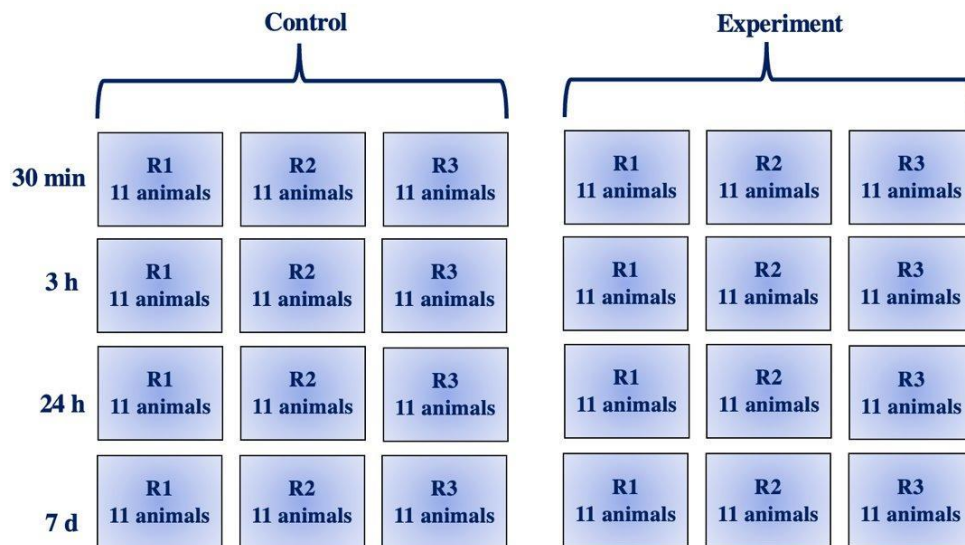 Control
Experiment
30 min
R1
11 animals
R2
11 animals
R3
11 animals
R1
11 animals
R2
11 animals
R3
11 animals
3 h
R1
11 animals
R2
11 animals
R3
11 animals
R1
11 animals
R2
11 animals
R3
11 animals
24 h
R1
11 animals
R2
11 animals
R3
11 animals
R1
11 animals
R2
11 animals
R3
11 animals
7 d
R1
11 animals
R2
11 animals
R3
11 animals
R1
11 animals
R2
11 animals
R3
11 animals